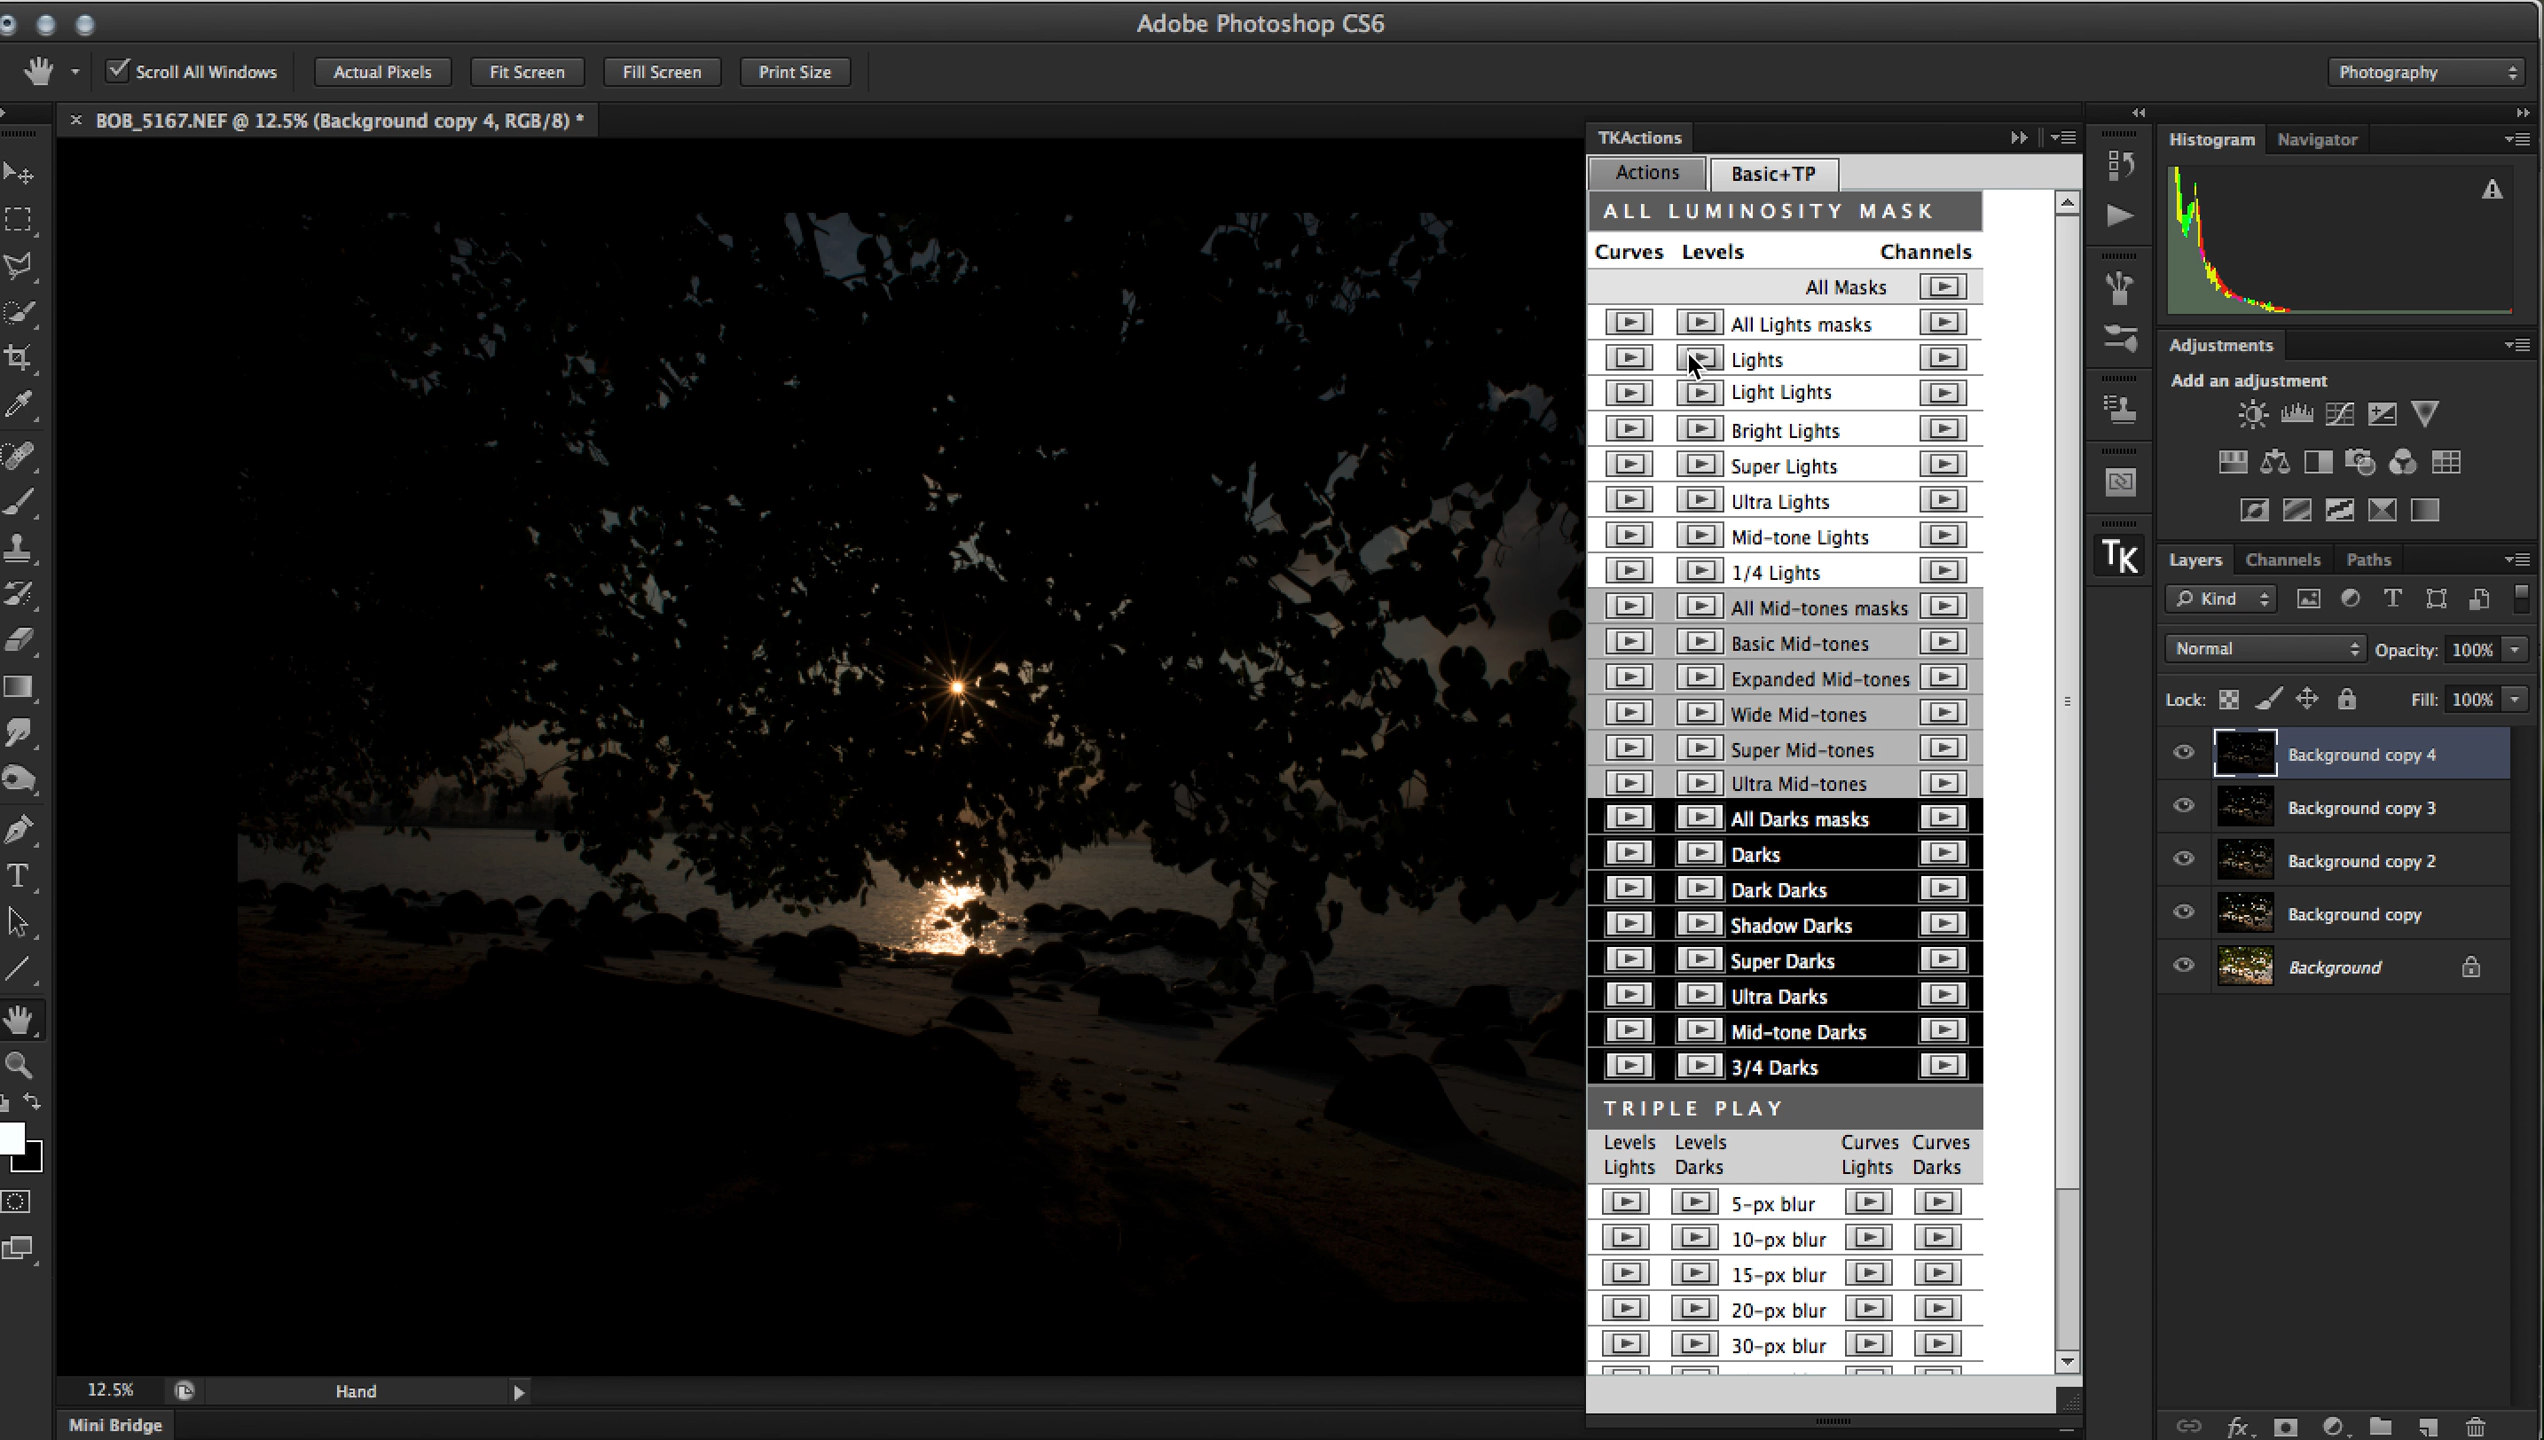 Adobe Photoshop CS6
Scroll All Windows
Actual Pixels
Fit Screen
Fill Screen
Print Size
Photography
× BOB_5167.NEF @ 12.5% (Background copy 4, RGB/8) *
TKActions
Actions
Basic+TP
ALL LUMINOSITY MASK
Curves Levels Channels
All Masks
All Lights masks
Lights
Light Lights
Bright Lights
Super Lights
Ultra Lights
Mid-tone Lights
1/4 Lights
All Mid-tones masks
Basic Mid-tones
Expanded Mid-tones
Wide Mid-tones
Super Mid-tones
Ultra Mid-tones
All Darks masks
Darks
Dark Darks
Shadow Darks
Super Darks
Ultra Darks
Mid-tone Darks
3/4 Darks
TRIPLE PLAY
Levels Levels Curves Curves
Lights Darks Lights Darks
5-px blur
10-px blur
15-px blur
20-px blur
30-px blur
TK
Histogram Navigator
Adjustments
Add an adjustment
Layers Channels Paths
Kind
Normal
Opacity: 100%
Lock:
Fill: 100%
Background copy 4
Background copy 3
Background copy 2
Background copy
Background
fx
12.5%
Hand
Mini Bridge